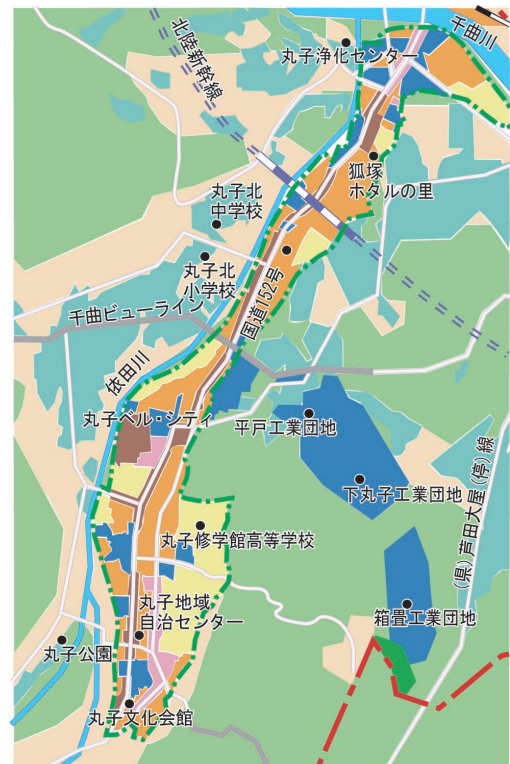 千曲川
北陸新幹線
丸子浄化センター
狐塚
ホタルの里
丸子北
中学校
丸子北
小学校
国道152号
千曲ビューライン
依田川
丸子ベル・シティ
平戸工業団地
下丸子工業団地
(県)芦田大屋(停)線
丸子修学館高等学校
丸子地域
自治センター
箱畳工業団地
丸子公園
丸子文化会館